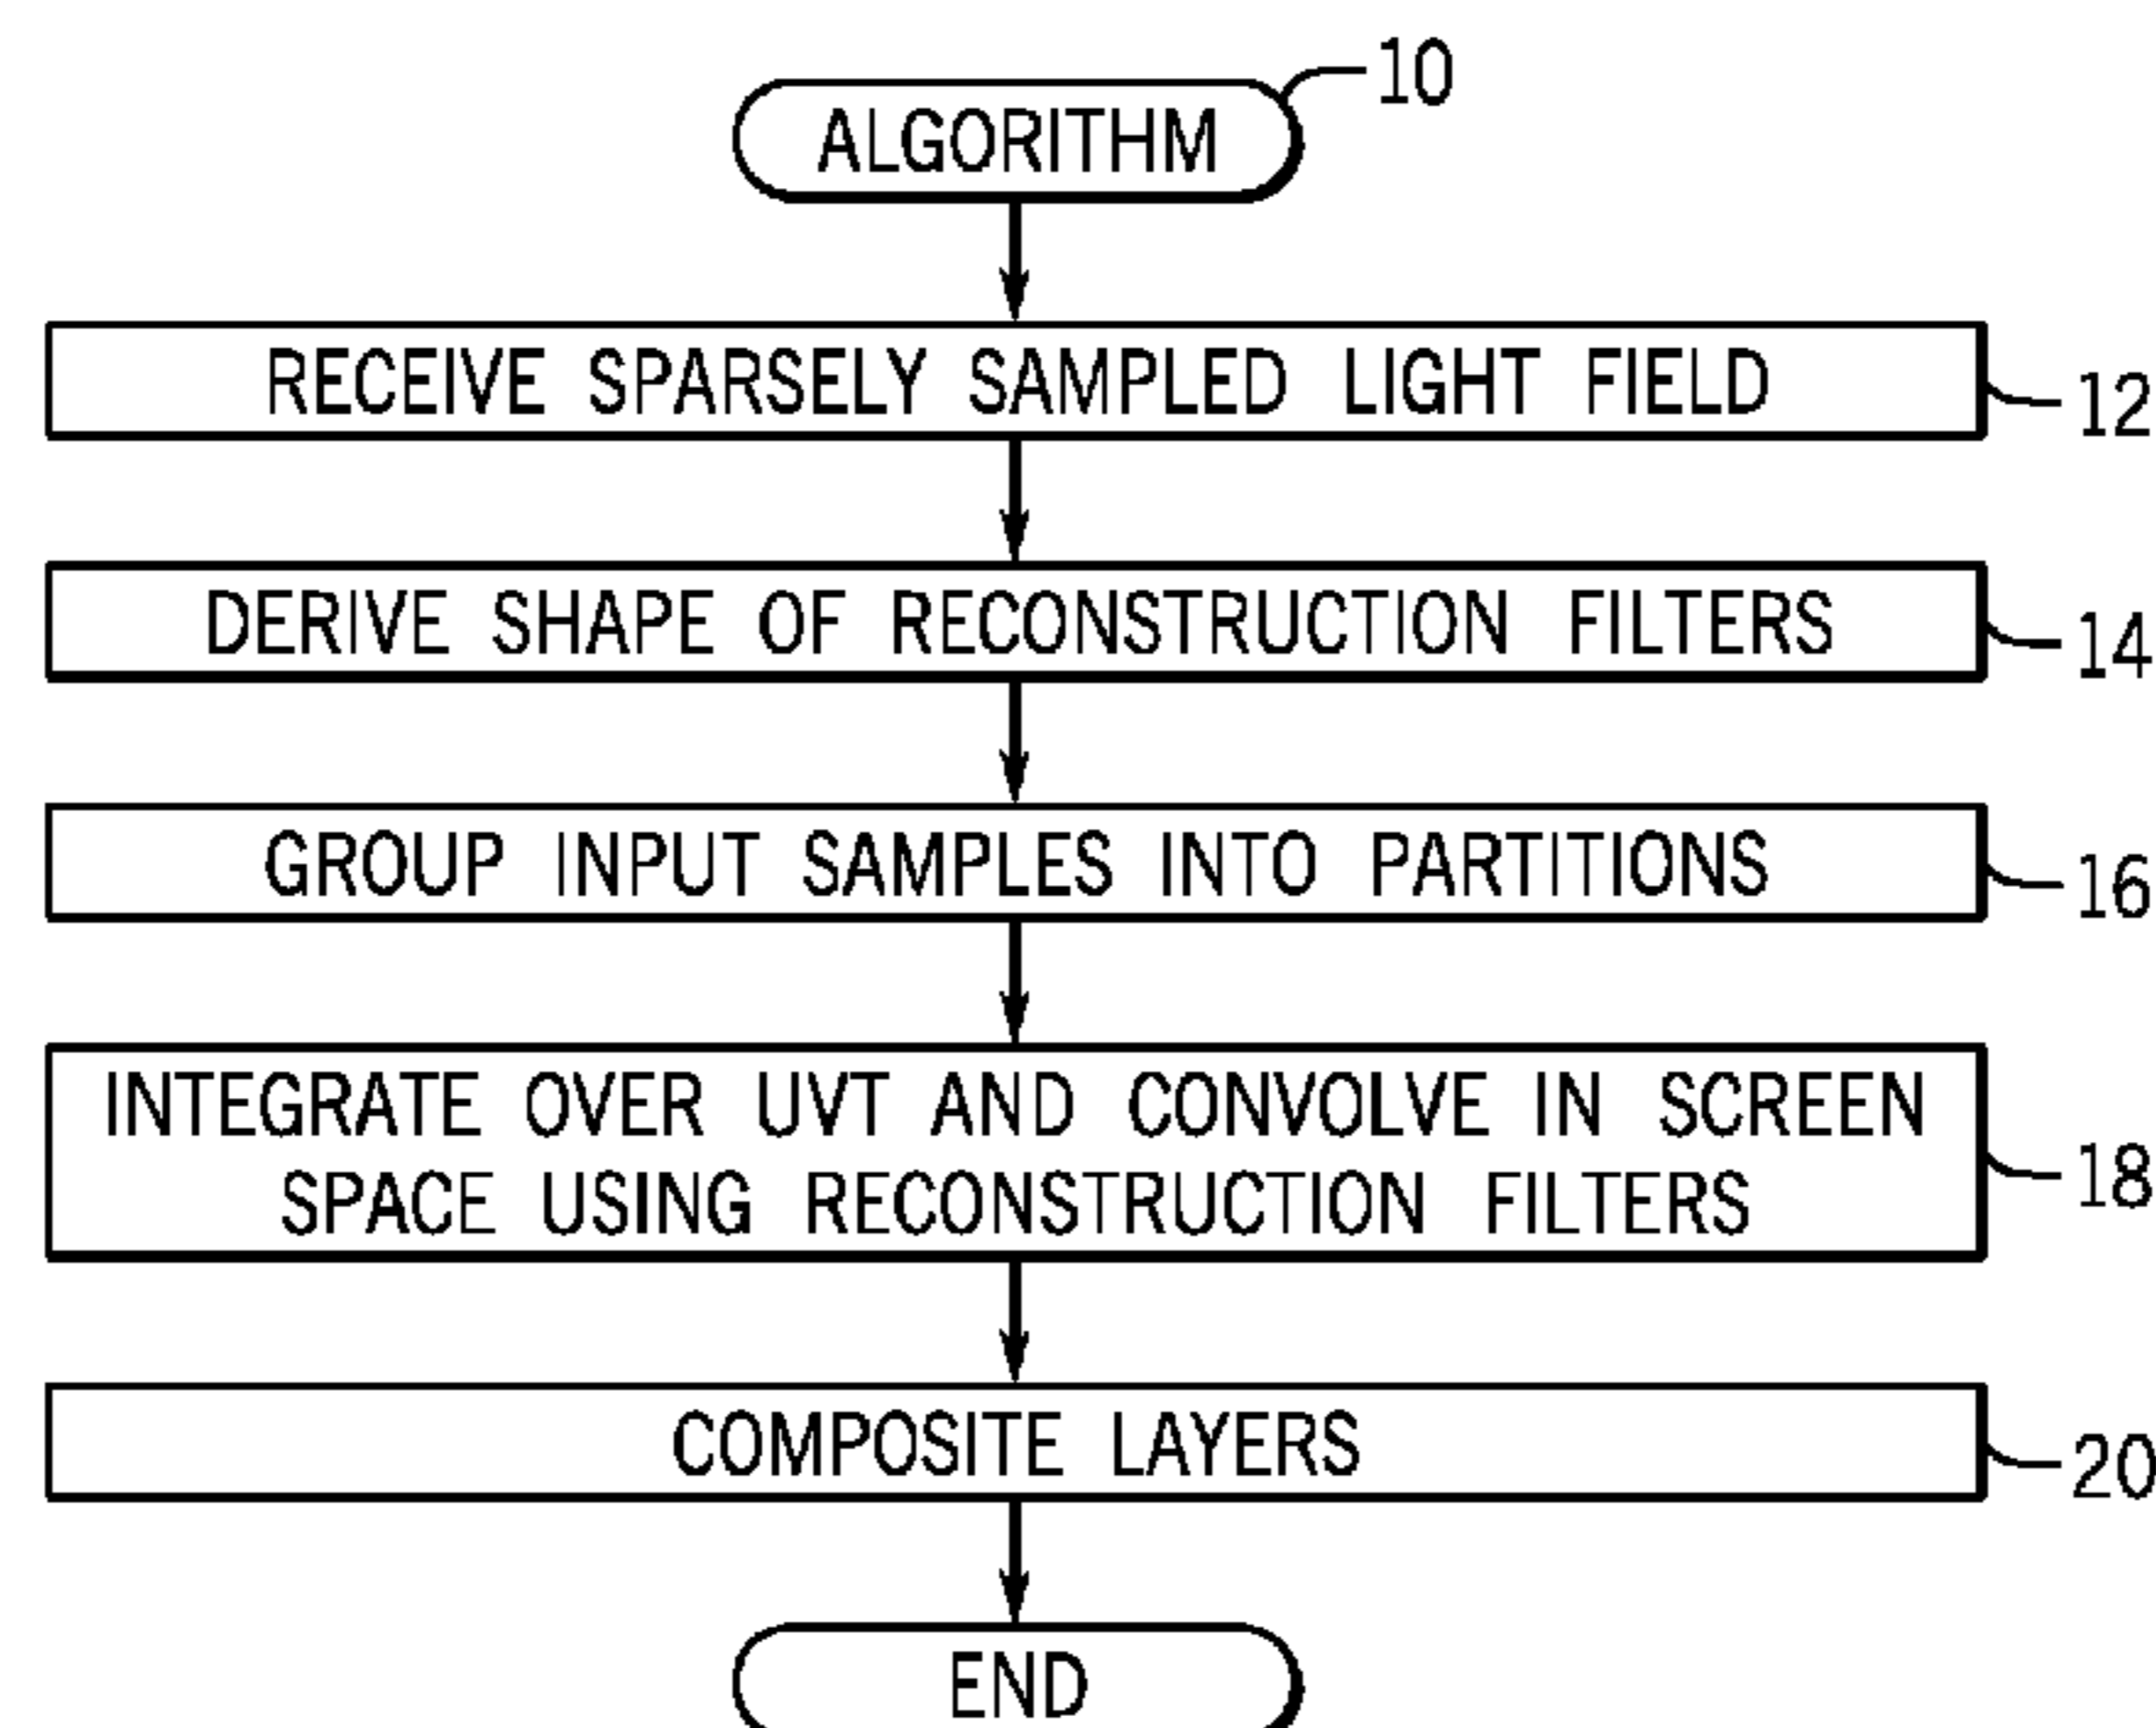 ALGORITHM
10
RECEIVE SPARSELY SAMPLED LIGHT FIELD
12
DERIVE SHAPE OF RECONSTRUCTION FILTERS
14
GROUP INPUT SAMPLES INTO PARTITIONS
16
INTEGRATE OVER UVT AND CONVOLVE IN SCREEN
SPACE USING RECONSTRUCTION FILTERS
18
COMPOSITE LAYERS
20
END